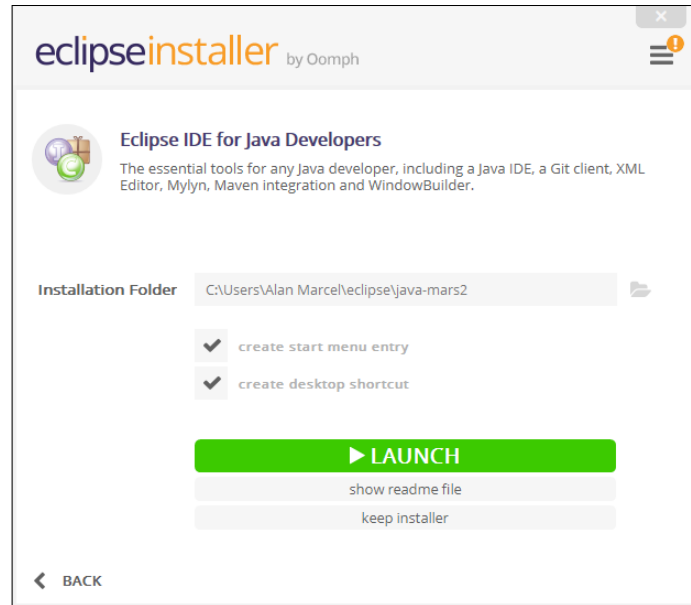 eclipseinstaller by Oomph
!
Eclipse IDE for Java Developers
The essential tools for any Java developer, including a Java IDE, a Git client, XML
Editor, Mylyn, Maven integration and WindowBuilder.
J
C
Installation Folder C:\Users\Alan Marcel\eclipse\java-mars2
create start menu entry
create desktop shortcut
LAUNCH
show readme file
keep installer
BACK